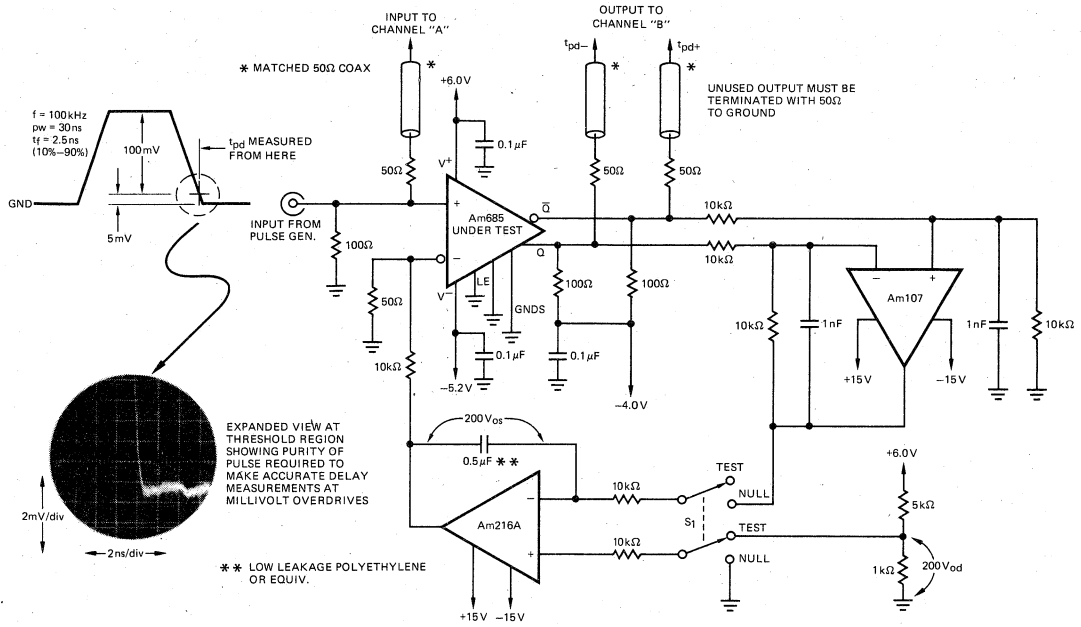 INPUT TO
CHANNEL "A"
OUTPUT TO
CHANNEL "B"
tpd−
tpd+
* MATCHED 50Ω COAX
*
*
*
+6.0V
UNUSED OUTPUT MUST BE
TERMINATED WITH 50Ω
TO GROUND
f = 100kHz
pw = 30ns
tf = 2.5ns
(10%–90%)
100mV
tpd MEASURED
FROM HERE
GND
5mV
INPUT FROM
PULSE GEN.
100Ω
50Ω
V+
0.1µF
50Ω
50Ω
+
Am685
UNDER TEST
−
Q̅
Q
LE
GNDS
V−
50Ω
10kΩ
0.1µF
−5.2V
100Ω
100Ω
0.1µF
−4.0V
10kΩ
10kΩ
10kΩ
1nF
−
+
Am107
+15V
−15V
1nF
10kΩ
EXPANDED VIEW AT
THRESHOLD REGION
SHOWING PURITY OF
PULSE REQUIRED TO
MAKE ACCURATE DELAY
MEASUREMENTS AT
MILLIVOLT OVERDRIVES
2mV/div
2ns/div
200Vos
0.5µF **
−
Am216A
+
+15V
−15V
10kΩ
10kΩ
TEST
NULL
S1
TEST
NULL
+6.0V
5kΩ
1kΩ
200Vod
** LOW LEAKAGE POLYETHYLENE
OR EQUIV.